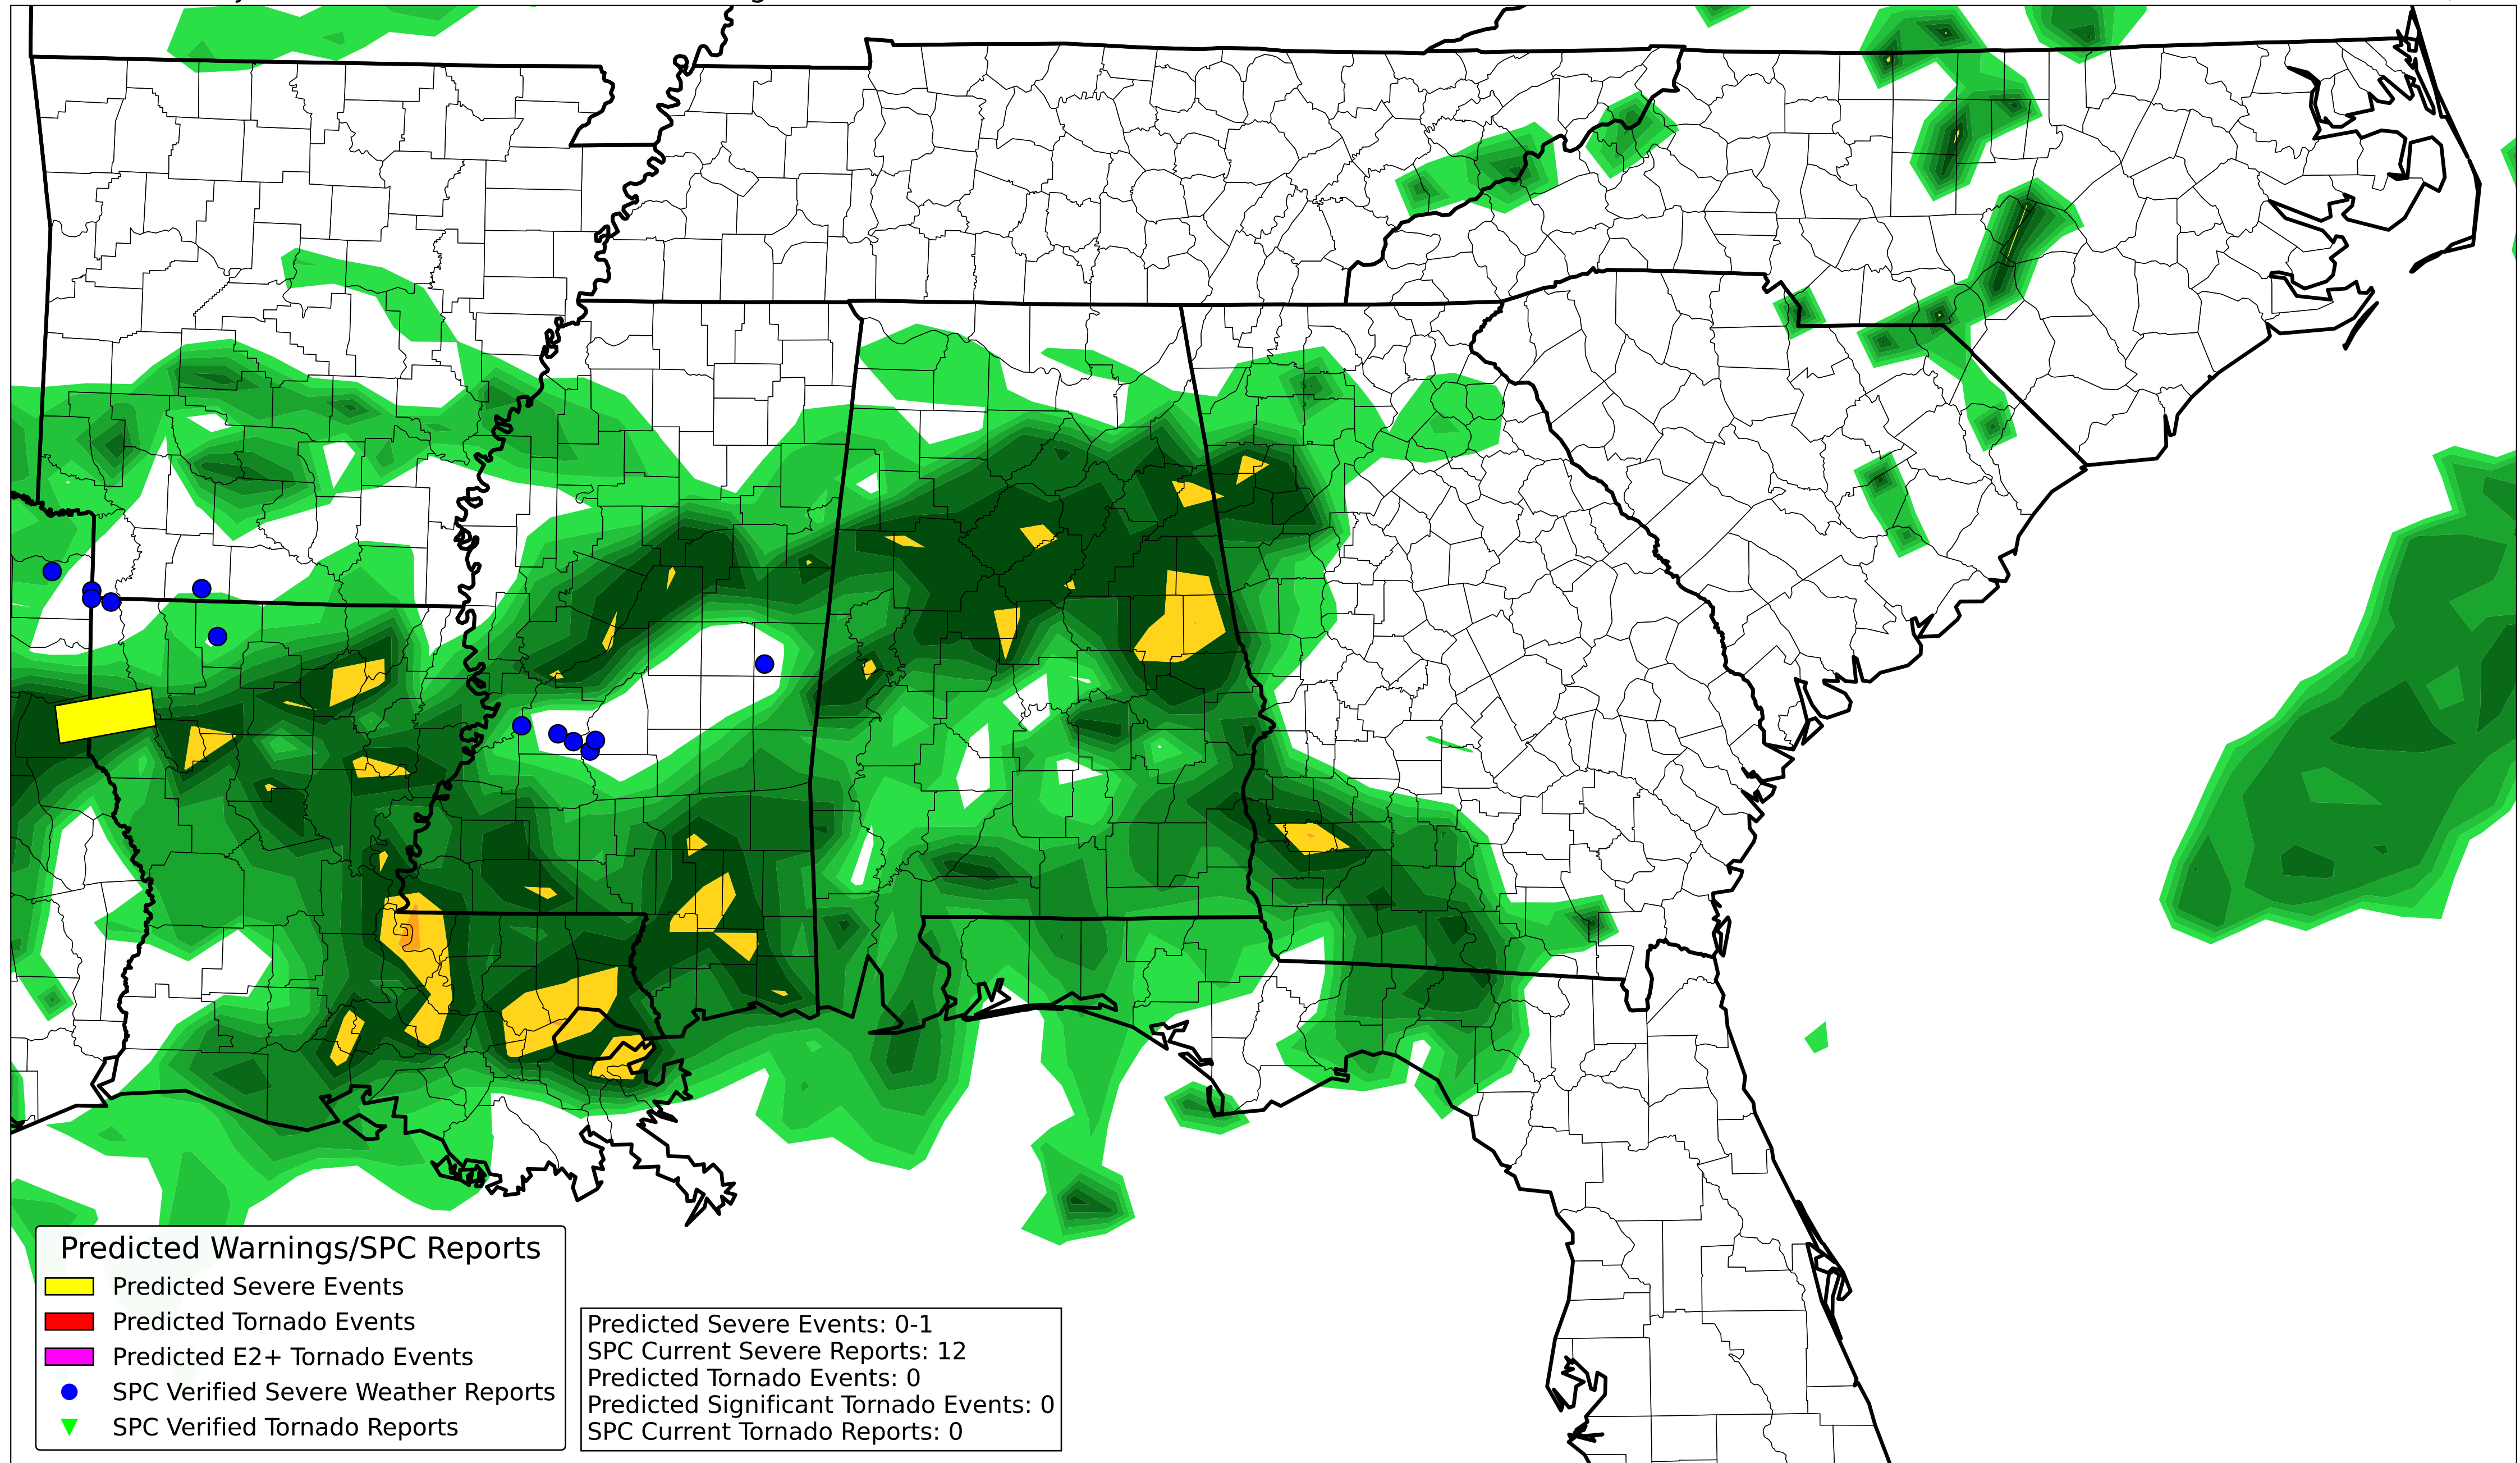 Predicted Warnings/SPC Reports
Predicted Severe Events
Predicted Tornado Events
Predicted E2+ Tornado Events
SPC Verified Severe Weather Reports
SPC Verified Tornado Reports
Predicted Severe Events: 0-1
SPC Current Severe Reports: 12
Predicted Tornado Events: 0
Predicted Significant Tornado Events: 0
SPC Current Tornado Reports: 0